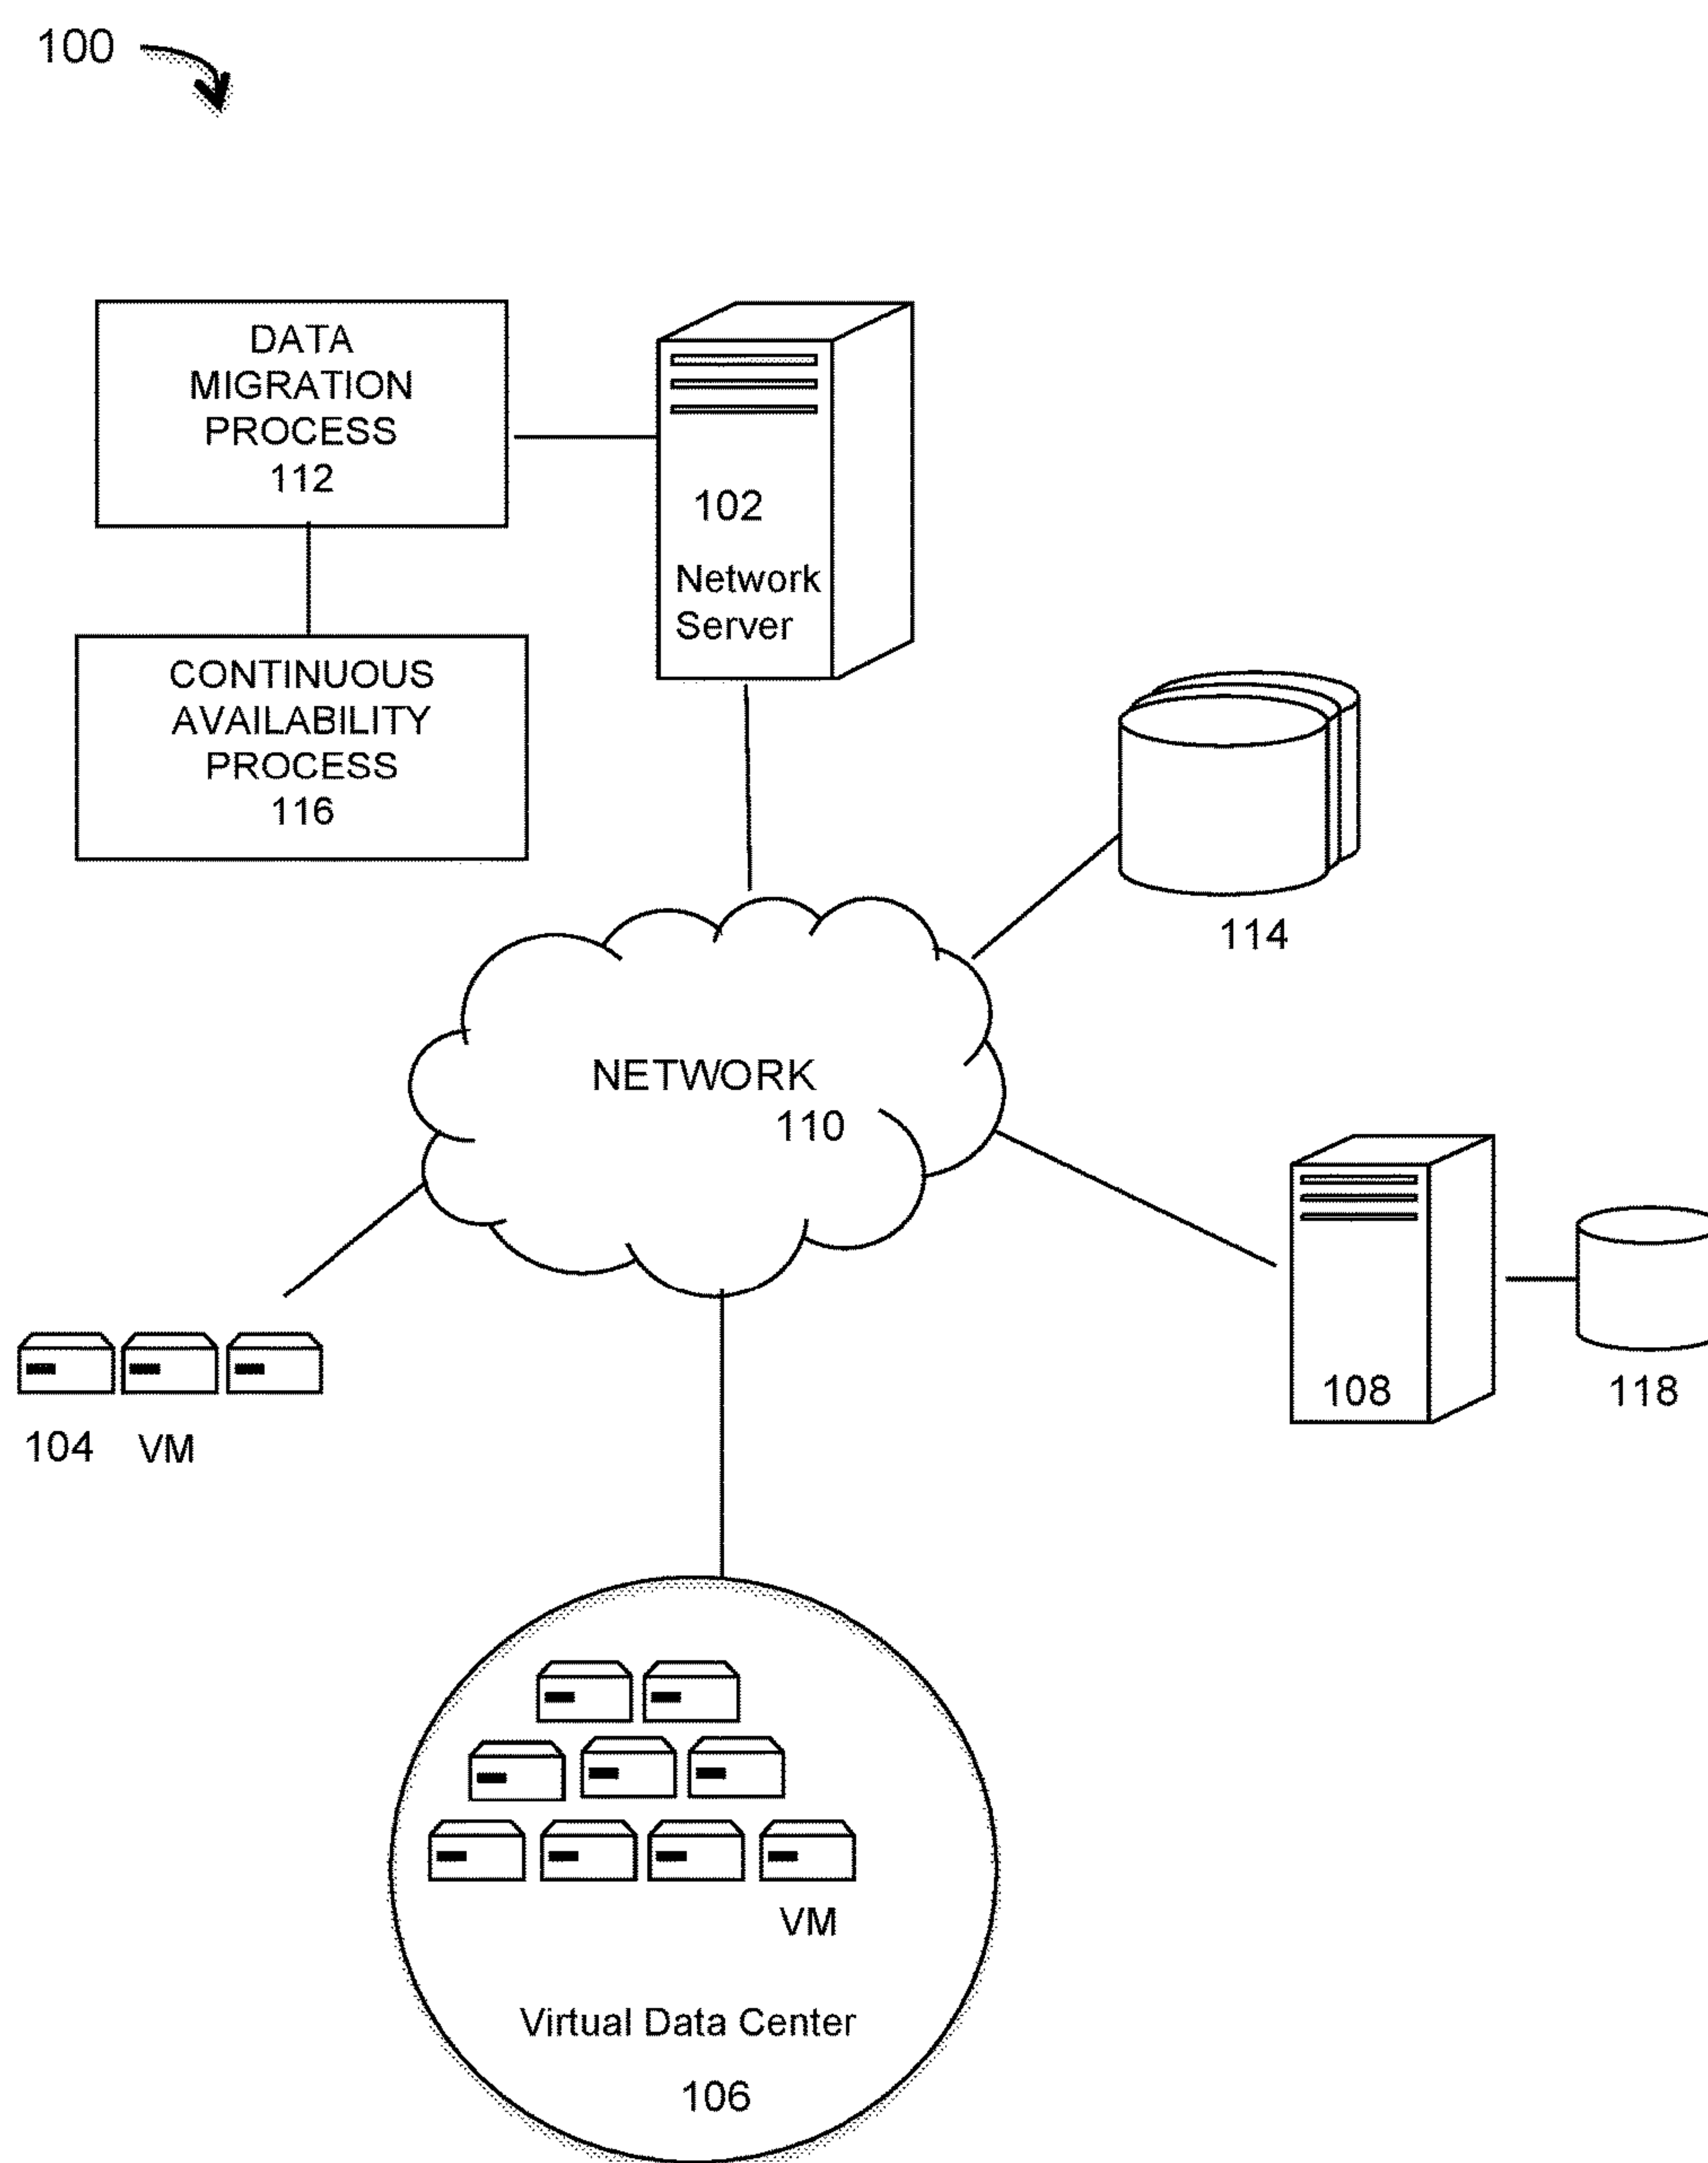 100
DATA
MIGRATION
PROCESS
112
102
Network
Server
CONTINUOUS
AVAILABILITY
PROCESS
116
114
NETWORK
110
108
118
104 VM
VM
Virtual Data Center
106